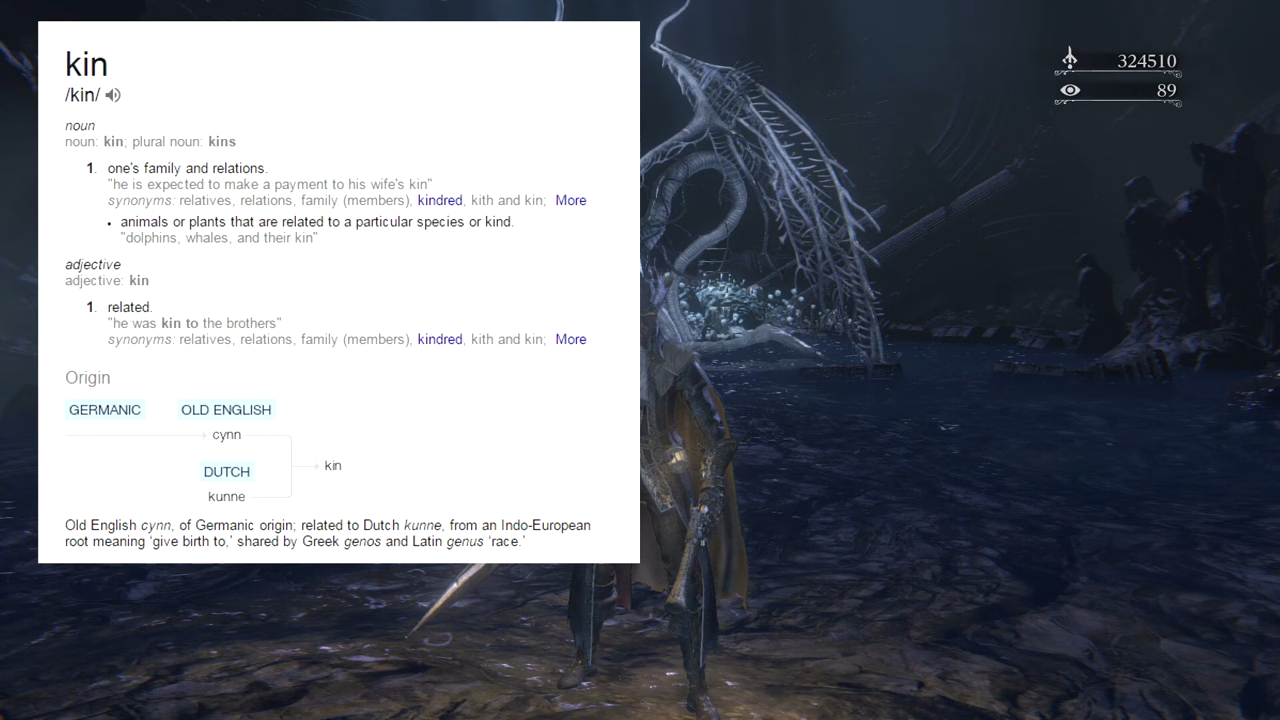 kin
/kin/
noun
noun: kin; plural noun: kins
1. one's family and relations.
"he is expected to make a payment to his wife's kin"
synonyms: relatives, relations, family (members), kindred, kith and kin; More
• animals or plants that are related to a particular species or kind.
"dolphins, whales, and their kin"
adjective
adjective: kin
1. related.
"he was kin to the brothers"
synonyms: relatives, relations, family (members), kindred, kith and kin; More
Origin
GERMANIC OLD ENGLISH
cynn
kin
DUTCH
kunne
Old English cynn, of Germanic origin; related to Dutch kunne, from an Indo-European
root meaning ‘give birth to,’ shared by Greek genos and Latin genus ‘race.’
324510
89